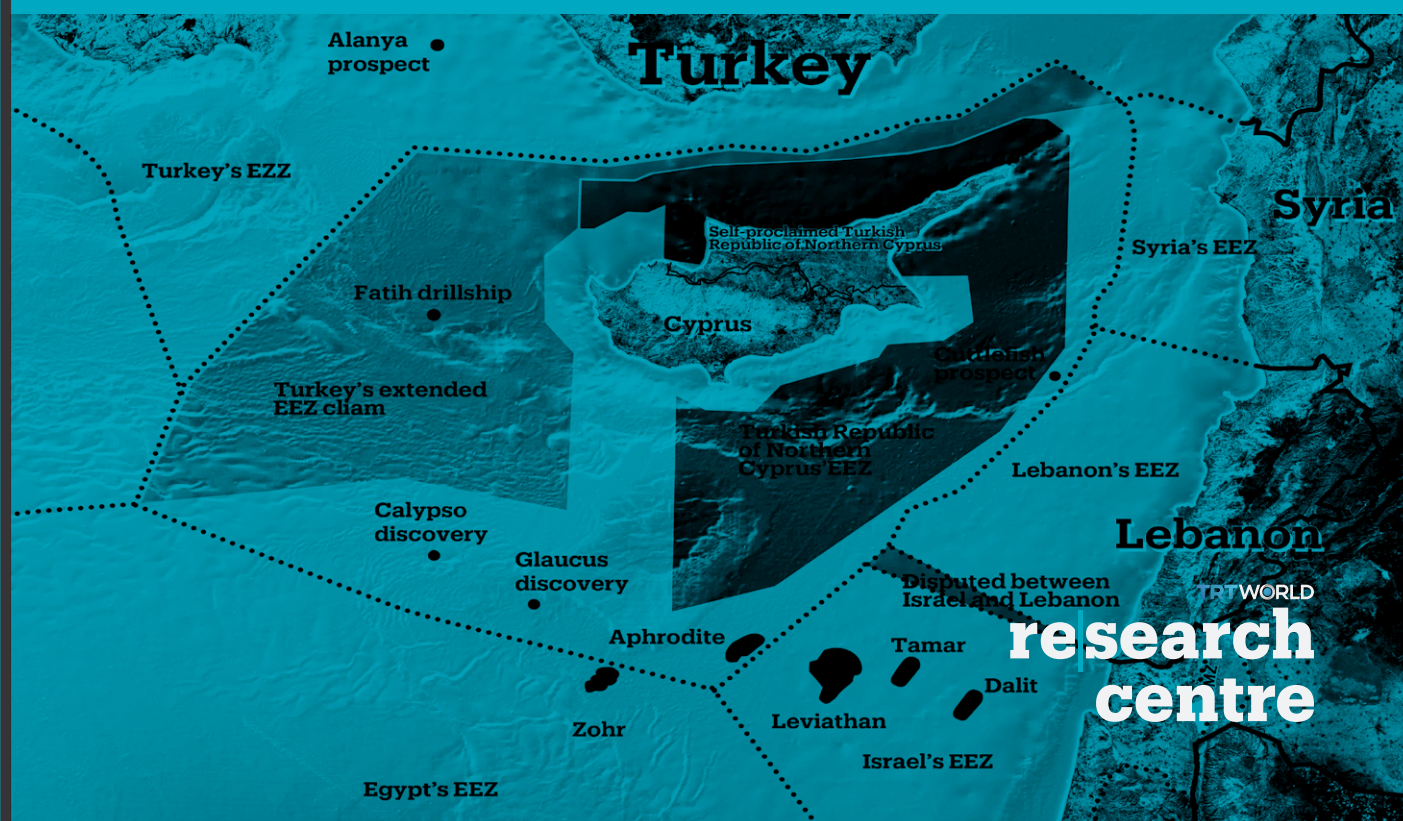 Alanya
prospect
Turkey
Turkey's EZZ
Syria
Self-proclaimed Turkish
Republic of Northern Cyprus
Syria's EEZ
Fatih drillship
Cyprus
Cuttlefish
prospect
Turkey's extended
EEZ cliam
Turkish Republic
of Northern
Cyprus'EEZ
Lebanon's EEZ
Calypso
discovery
Lebanon
Glaucus
discovery
Disputed between
Israel and Lebanon
TRTWORLD
research
centre
Aphrodite
Tamar
Dalit
Leviathan
Zohr
Israel's EEZ
Egypt's EEZ